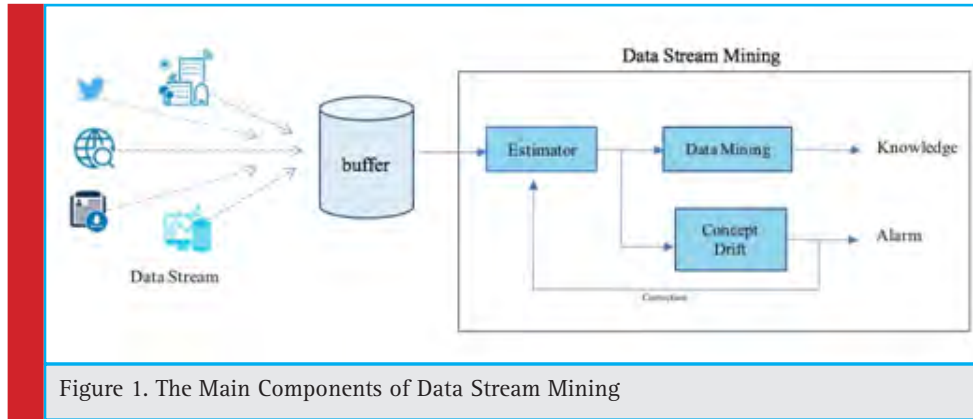 Data Stream Mining
buffer
Estimator
Data Mining
Knowledge
Concept
Drift
Alarm
Correction
Data Stream
Figure 1. The Main Components of Data Stream Mining